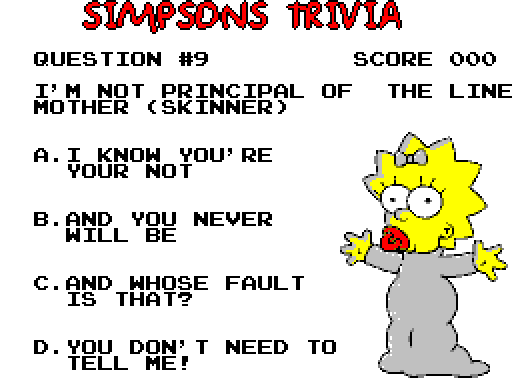 SIMPSONS TRIVIA
QUESTION #9 SCORE 000
I'M NOT PRINCIPAL OF THE LINE
MOTHER (SKINNER)
A. I KNOW YOU'RE
YOUR NOT
B. AND YOU NEVER
WILL BE
C. AND WHOSE FAULT
IS THAT?
D. YOU DON'T NEED TO
TELL ME!